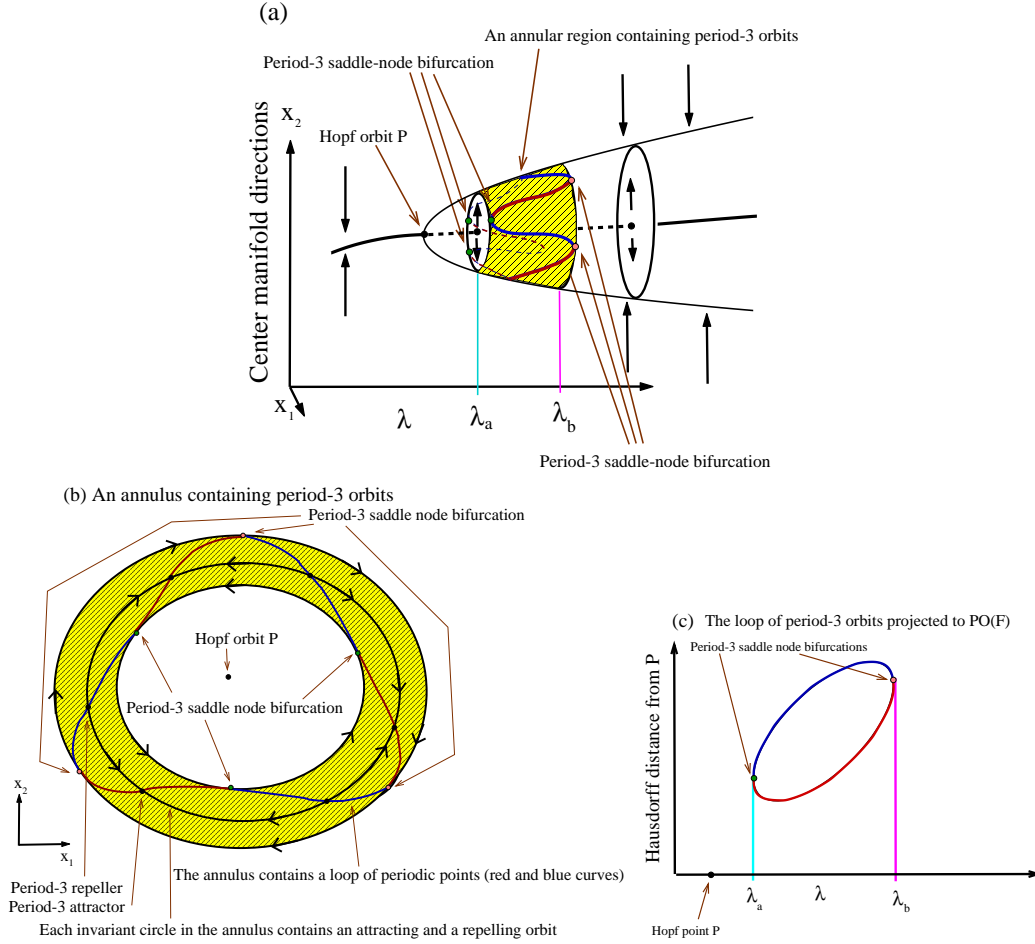 (a)
An annular region containing period-3 orbits
Period-3 saddle-node bifurcation
x2
Hopf orbit P
Center manifold directions
x1
λ
λa
λb
Period-3 saddle-node bifurcation
(b) An annulus containing period-3 orbits
Period-3 saddle node bifurcation
Hopf orbit P
Period-3 saddle node bifurcation
x2
x1
The annulus contains a loop of periodic points (red and blue curves)
Period-3 repeller
Period-3 attractor
Each invariant circle in the annulus contains an attracting and a repelling orbit
(c) The loop of period-3 orbits projected to PO(F)
Period-3 saddle node bifurcations
Hausdorff distance from P
λa
λ
λb
Hopf point P